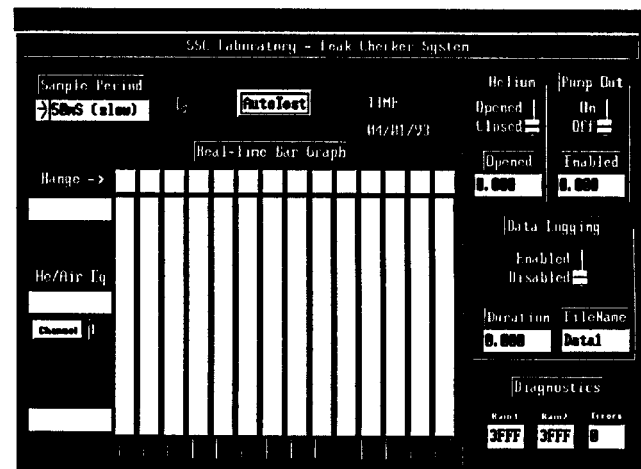 SSC Laboratory - Leak Checker System
Sample Period
50mS (slow)
AutoTest
TIME
04/01/93
Helium
Opened
Closed
Opened
0.000
Pump Out
On
Off
Enabled
0.000
Real-Time Bar Graph
Range ->
He/Air Eq
Channel
Data Logging
Enabled
Disabled
Duration
0.000
FileName
Data1
Diagnostics
Ram1
3FFF
Ram2
3FFF
Errors
0